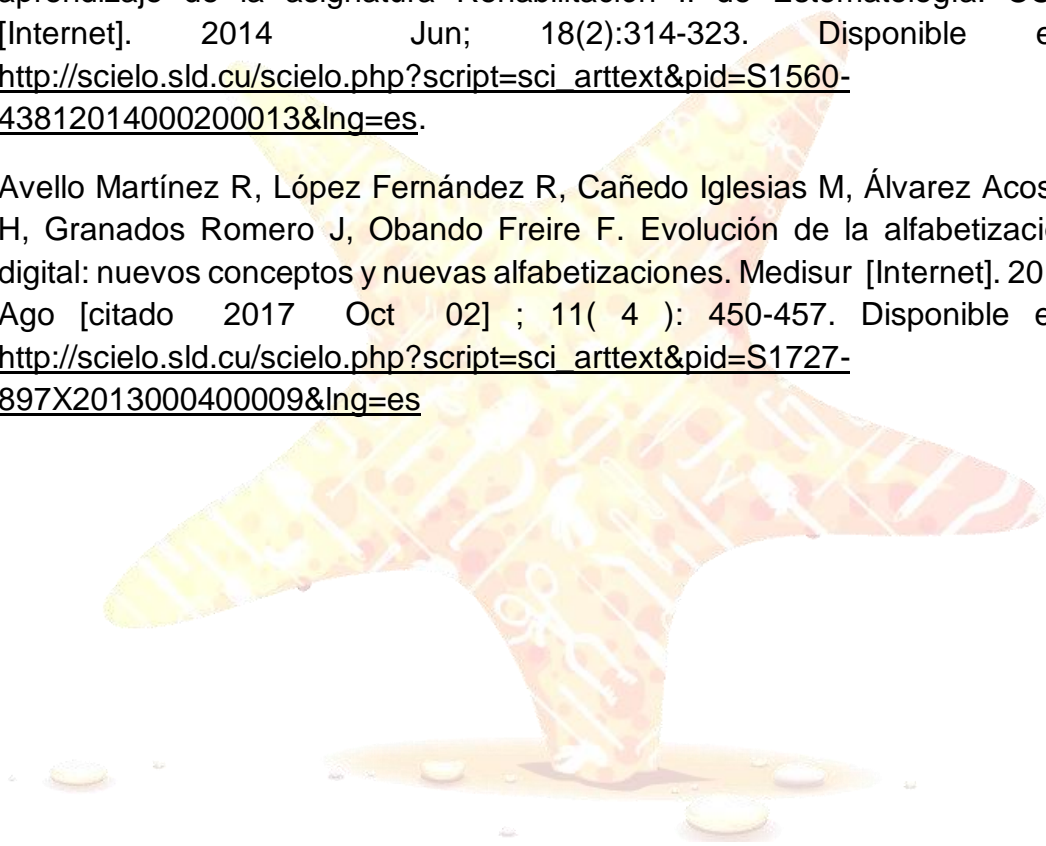 aprendizaje de la asignatura Rehabilitación de Estomatología.
[Internet]. 2014 Jun; 18(2):314-323. Disponible e
http://scielo.sld.cu/scielo.php?script=sci_arttext&pid=S1560-
43812014000200013&lng=es.
Avello Martínez R, López Fernández R, Cañedo Iglesias M, Álvarez Acos
H, Granados Romero J, Obando Freire F. Evolución de la alfabetizació
digital: nuevos conceptos y nuevas alfabetizaciones. Medisur [Internet]. 20
Ago [citado 2017 Oct 02] ; 11( 4 ): 450-457. Disponible e
http://scielo.sld.cu/scielo.php?script=sci_arttext&pid=S1727-
897X2013000400009&lng=es